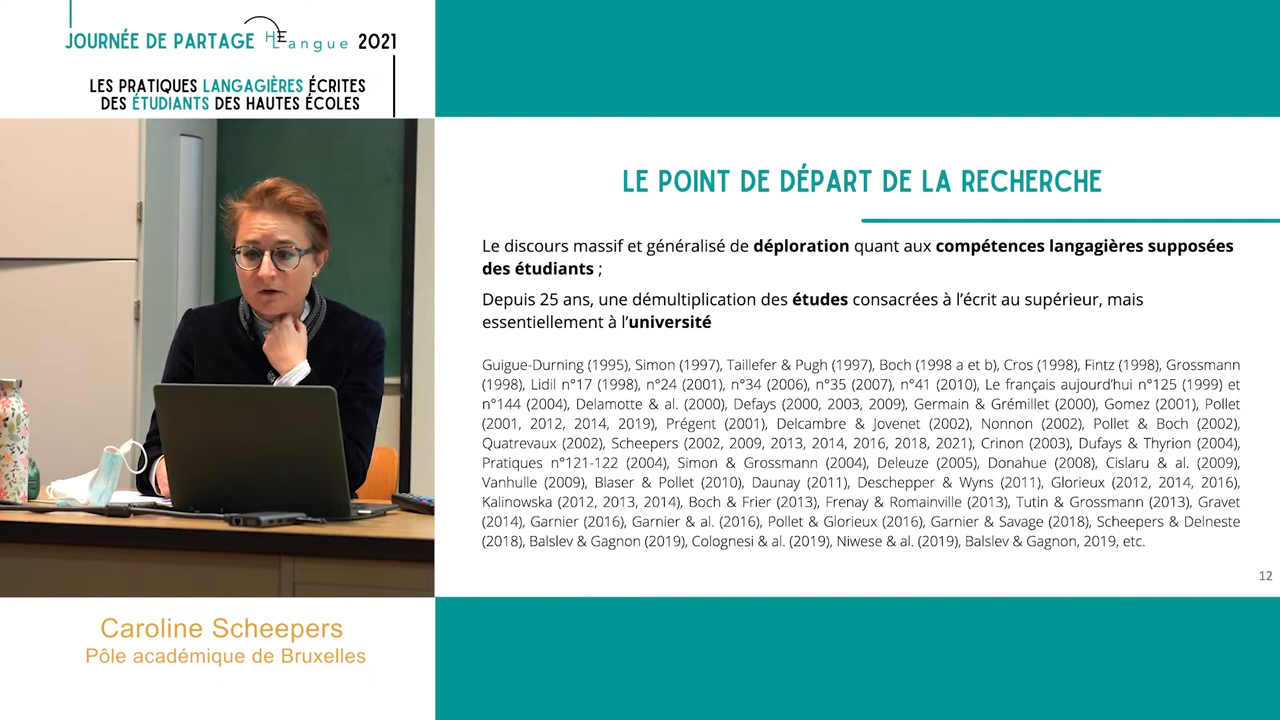 JOURNÉE DE PARTAGE HELangue 2021
LES PRATIQUES LANGAGIÈRES ÉCRITES
DES ÉTUDIANTS DES HAUTES ÉCOLES
LE POINT DE DÉPART DE LA RECHERCHE
Le discours massif et généralisé de déploration quant aux compétences langagières supposées
des étudiants ;
Depuis 25 ans, une démultiplication des études consacrées à l’écrit au supérieur, mais
essentiellement à l’université
Guigue-Durning (1995), Simon (1997), Taillefer & Pugh (1997), Boch (1998 a et b), Cros (1998), Fintz (1998), Grossmann
(1998), Lidil n°17 (1998), n°24 (2001), n°34 (2006), n°35 (2007), n°41 (2010), Le français aujourd’hui n°125 (1999) et
n°144 (2004), Delamotte & al. (2000), Defays (2000, 2003, 2009), Germain & Grémillet (2000), Gomez (2001), Pollet
(2001, 2012, 2014, 2019), Prégent (2001), Delcambre & Jovenet (2002), Nonnon (2002), Pollet & Boch (2002),
Quatrevaux (2002), Scheepers (2002, 2009, 2013, 2014, 2016, 2018, 2021), Crinon (2003), Dufays & Thyrion (2004),
Pratiques n°121-122 (2004), Simon & Grossmann (2004), Deleuze (2005), Donahue (2008), Cislaru & al. (2009),
Vanhulle (2009), Blaser & Pollet (2010), Daunay (2011), Deschepper & Wyns (2011), Glorieux (2012, 2014, 2016),
Kalinowska (2012, 2013, 2014), Boch & Frier (2013), Frenay & Romainville (2013), Tutin & Grossmann (2013), Gravet
(2014), Garnier (2016), Garnier & al. (2016), Pollet & Glorieux (2016), Garnier & Savage (2018), Scheepers & Delneste
(2018), Balslev & Gagnon (2019), Colognesi & al. (2019), Niwese & al. (2019), Balslev & Gagnon, 2019, etc.
12
Caroline Scheepers
Pôle académique de Bruxelles